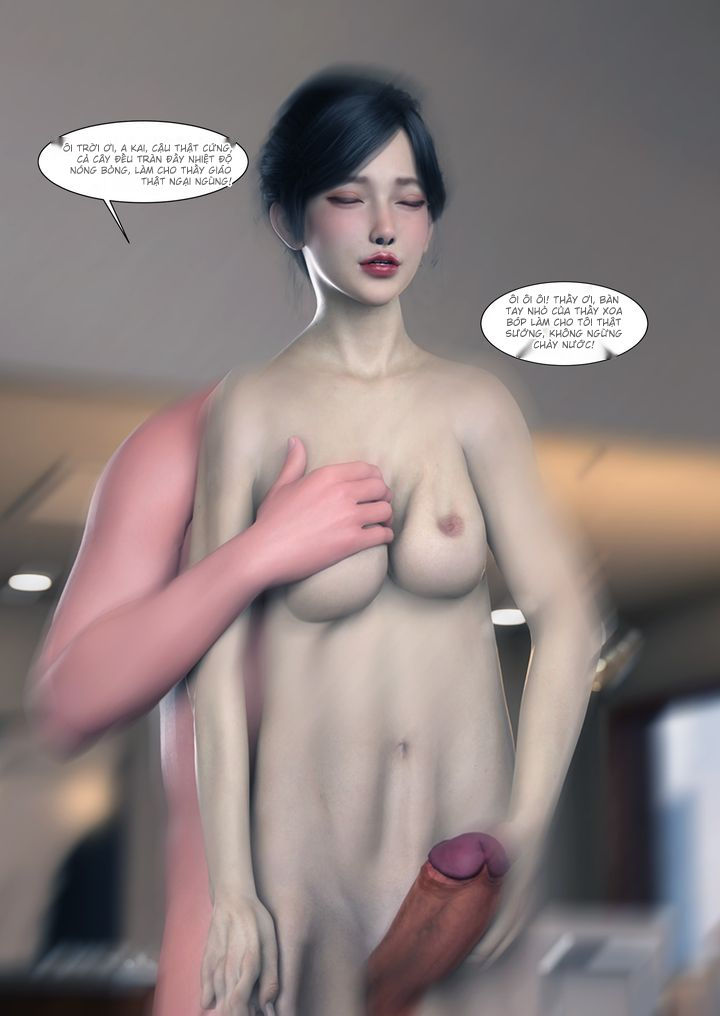 ÔI TRỜI ƠI, A KAI, CẬU THẬT CỨNG,
CẢ CÂY ĐỀU TRÀN ĐẦY NHIỆT ĐỘ
NÓNG BỎNG, LÀM CHO THẦY GIÁO
THẬT NGẠI NGÙNG!
ÔI ÔI ÔI! THẦY ƠI, BÀN
TAY NHỎ CỦA THẦY XOA
BÓP LÀM CHO TÔI THẬT
SƯỚNG, KHÔNG NGỪNG
CHẢY NƯỚC!